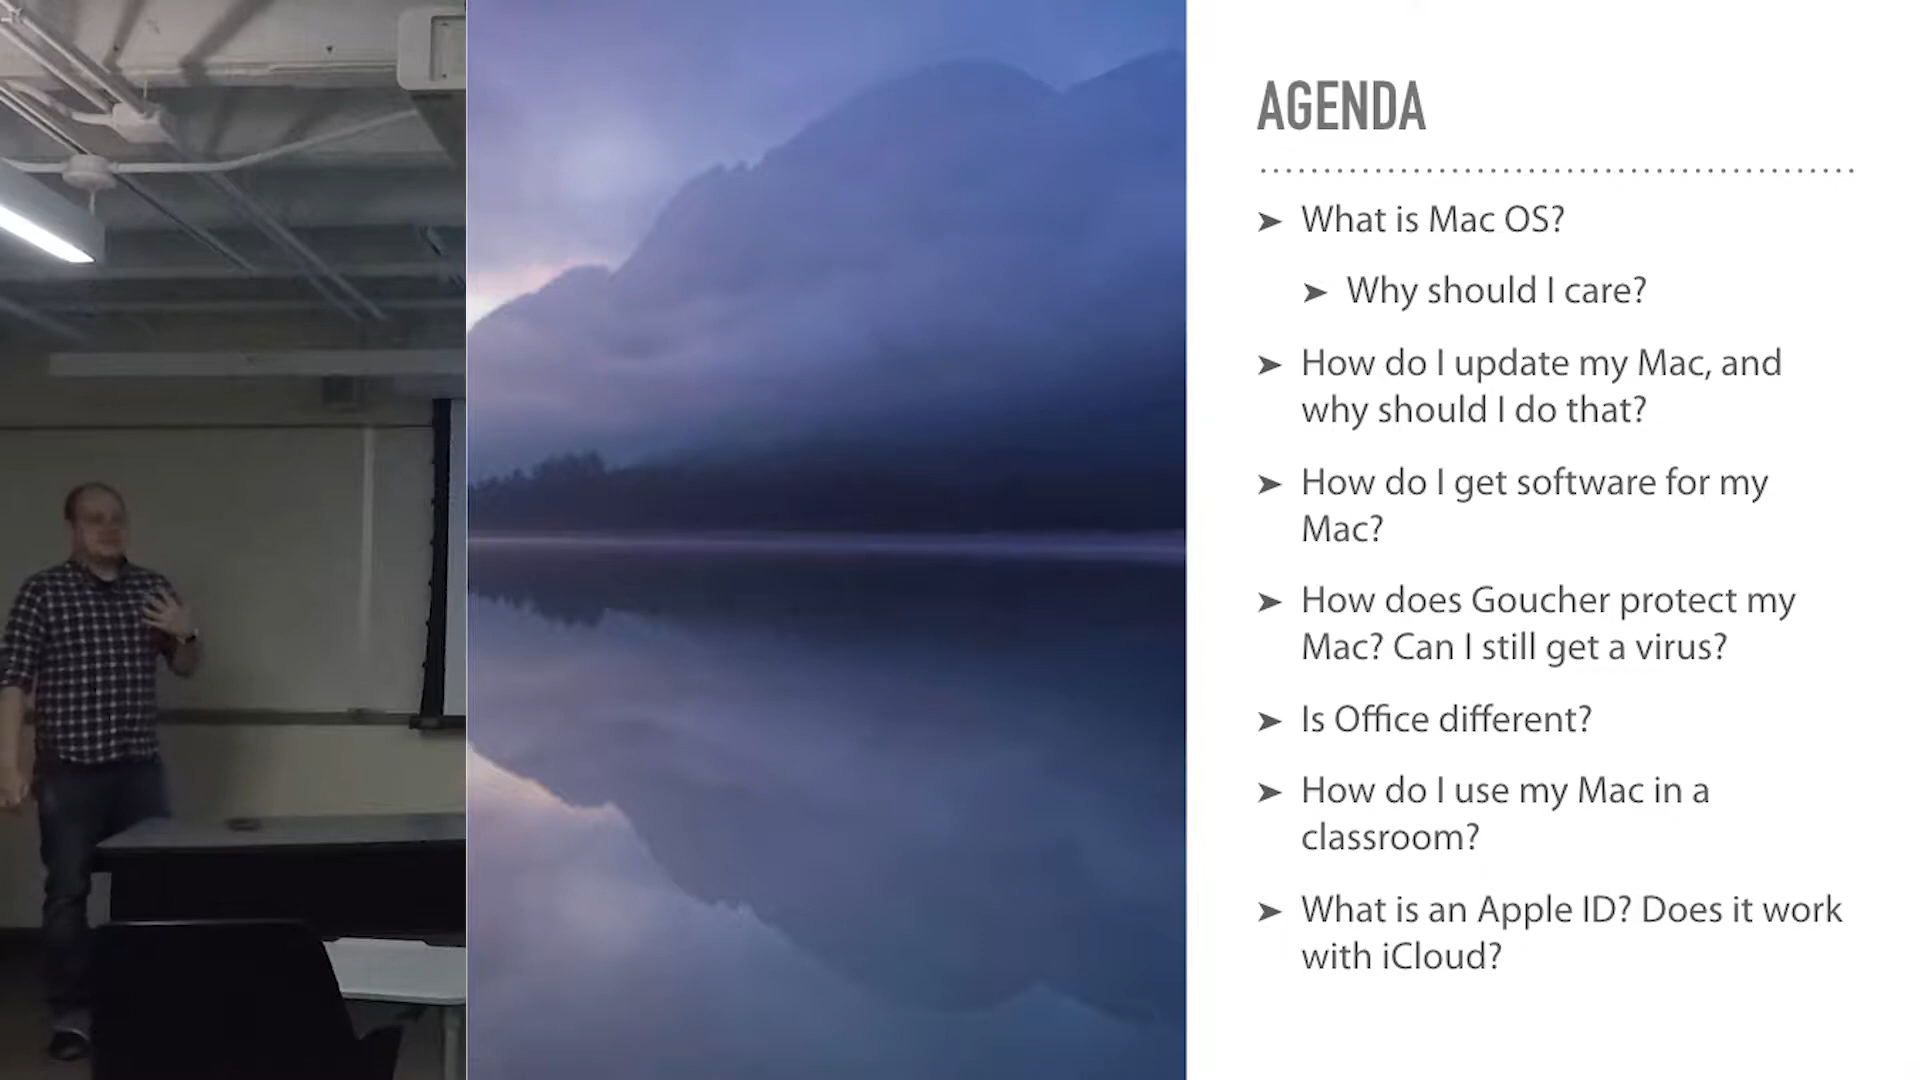 AGENDA
➤ What is Mac OS?
➤ Why should I care?
➤ How do I update my Mac, and
why should I do that?
➤ How do I get software for my
Mac?
➤ How does Goucher protect my
Mac? Can I still get a virus?
➤ Is Office different?
➤ How do I use my Mac in a
classroom?
➤ What is an Apple ID? Does it work
with iCloud?